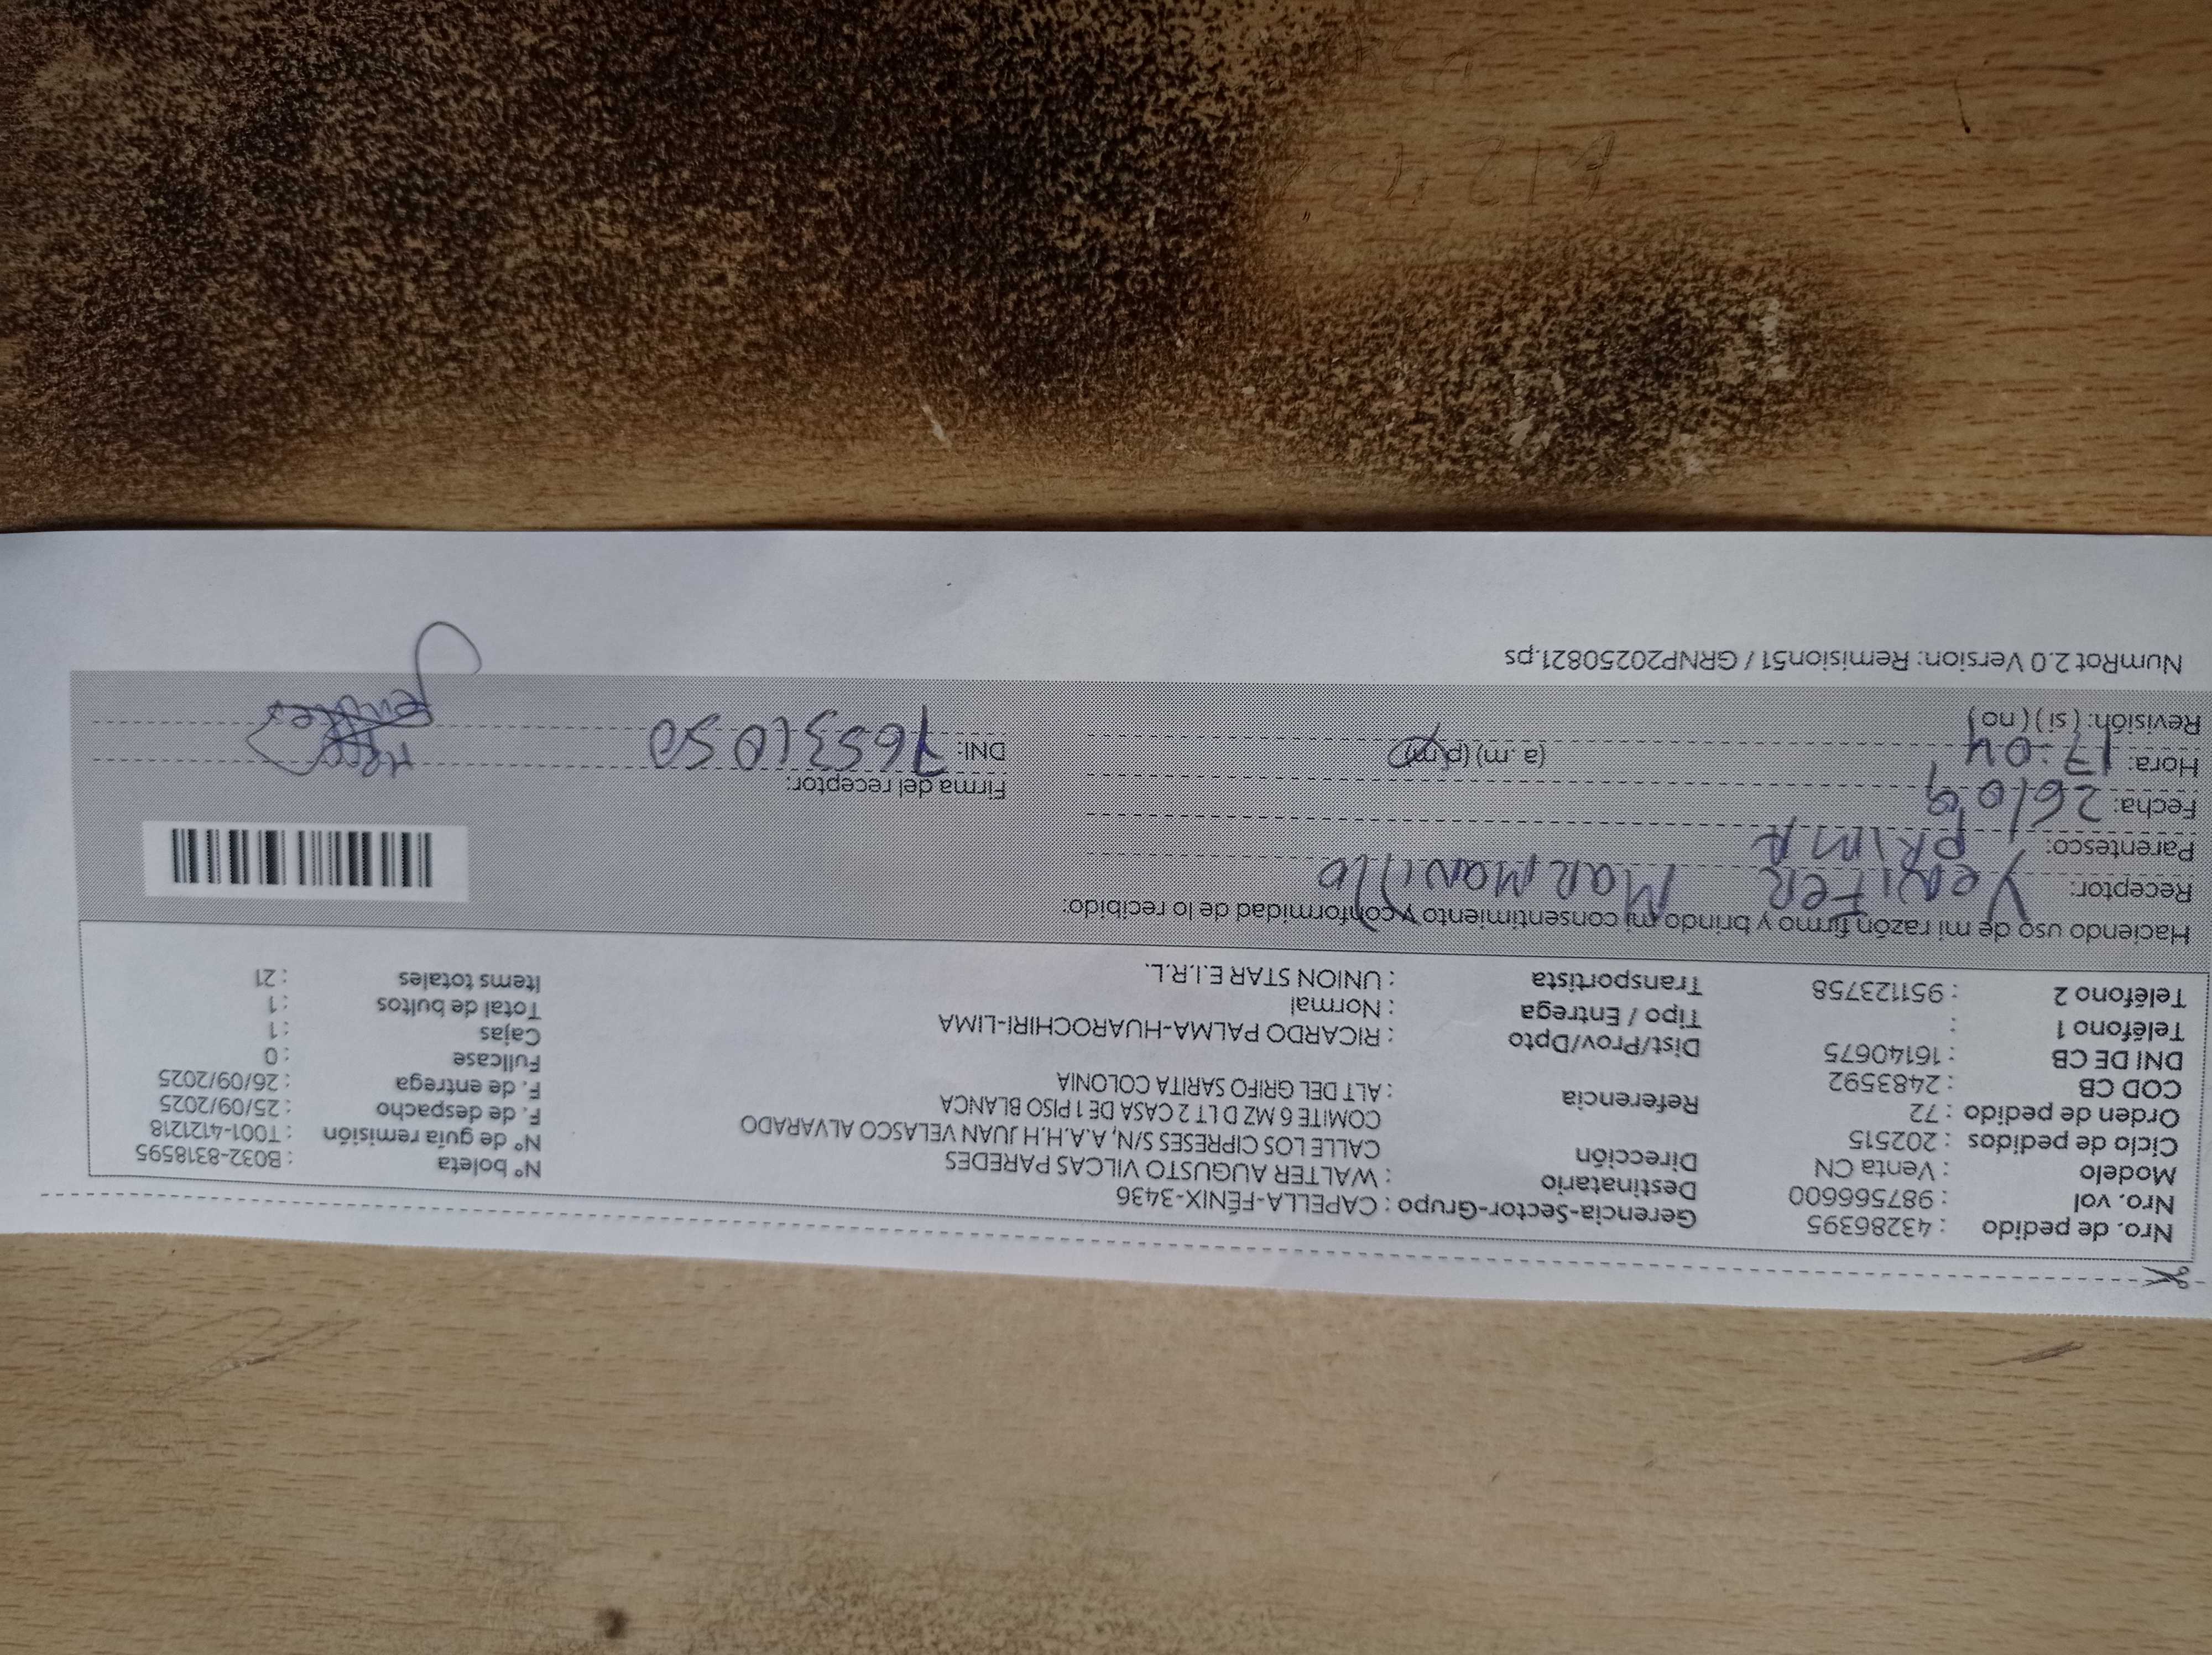 Nro. de pedido : 43286395
Nro. vol : 987566600
Modelo : Venta CN
Ciclo de pedidos : 202515
Orden de pedido : 72
COD CB : 2483592
DNI DE CB : 16140675
Teléfono 1 :
Teléfono 2 : 951123758
Gerencia-Sector-Grupo : CAPELLA-FÉNIX-3436
Destinatario : WALTER AUGUSTO VILCAS PAREDES
Dirección CALLE LOS CIPRESES S/N, A.A.H.H JUAN VELASCO ALVARADO
COMITE 6 MZ D LT 2 CASA DE 1 PISO BLANCA
Referencia : ALT DEL GRIFO SARITA COLONIA
Dist/Prov/Dpto : RICARDO PALMA-HUAROCHIRI-LIMA
Tipo / Entrega : Normal
Transportista : UNION STAR E.I.R.L.
N° boleta : B032-8318595
N° de guía remisión : T001-4121218
F. de despacho : 25/09/2025
F. de entrega : 26/09/2025
Fullcase : 0
Cajas : 1
Total de bultos : 1
Items totales : 21
Haciendo uso de mi razón firmo y brindo mi consentimiento y conformidad de lo recibido:
Receptor: YeniFER
Parentesco: PRIMA
Fecha: 26/09
Hora: 17:04 (a. m) (p.m)
Revisión: (si) (no)
Firma del receptor:
DNI:
NumRot 2.0 Version: Remision51 / GRNP20250821.ps